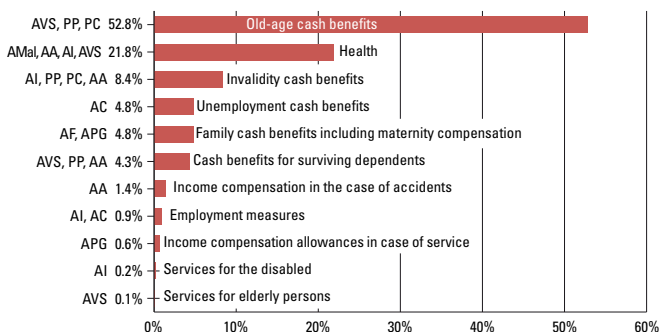 AVS, PP, PC 52.8% Old-age cash benefits
AMal, AA, AI, AVS 21.8% Health
AI, PP, PC, AA 8.4% Invalidity cash benefits
AC 4.8% Unemployment cash benefits
AF, APG 4.8% Family cash benefits including maternity compensation
AVS, PP, AA 4.3% Cash benefits for surviving dependents
AA 1.4% Income compensation in the case of accidents
AI, AC 0.9% Employment measures
APG 0.6% Income compensation allowances in case of service
AI 0.2% Services for the disabled
AVS 0.1% Services for elderly persons
0% 10% 20% 30% 40% 50% 60%